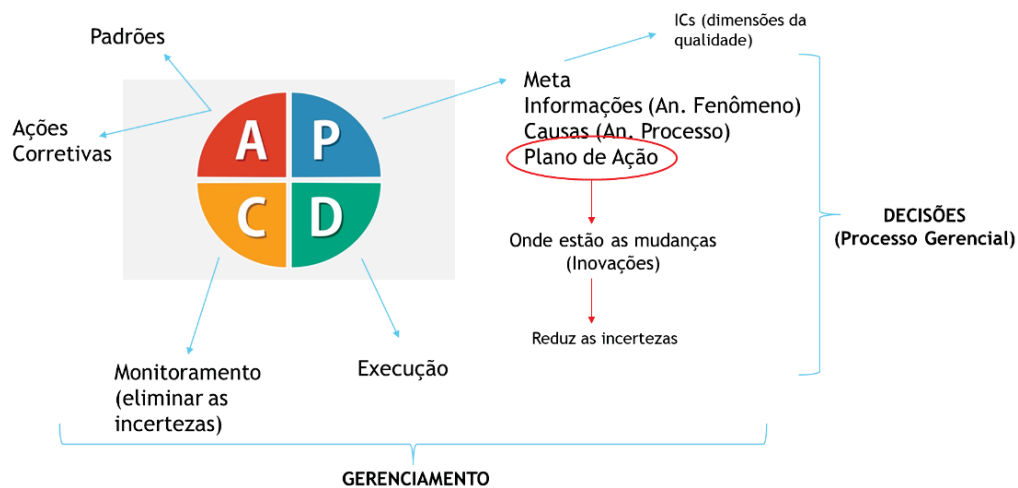 ICs (dimensões da
qualidade)
Padrões
Meta
Informações (An. Fenômeno)
Causas (An. Processo)
Plano de Ação
Ações
Corretivas
A
P
C
D
DECISÕES
(Processo Gerencial)
Onde estão as mudanças
(Inovações)
Reduz as incertezas
Monitoramento
(eliminar as
incertezas)
Execução
GERENCIAMENTO